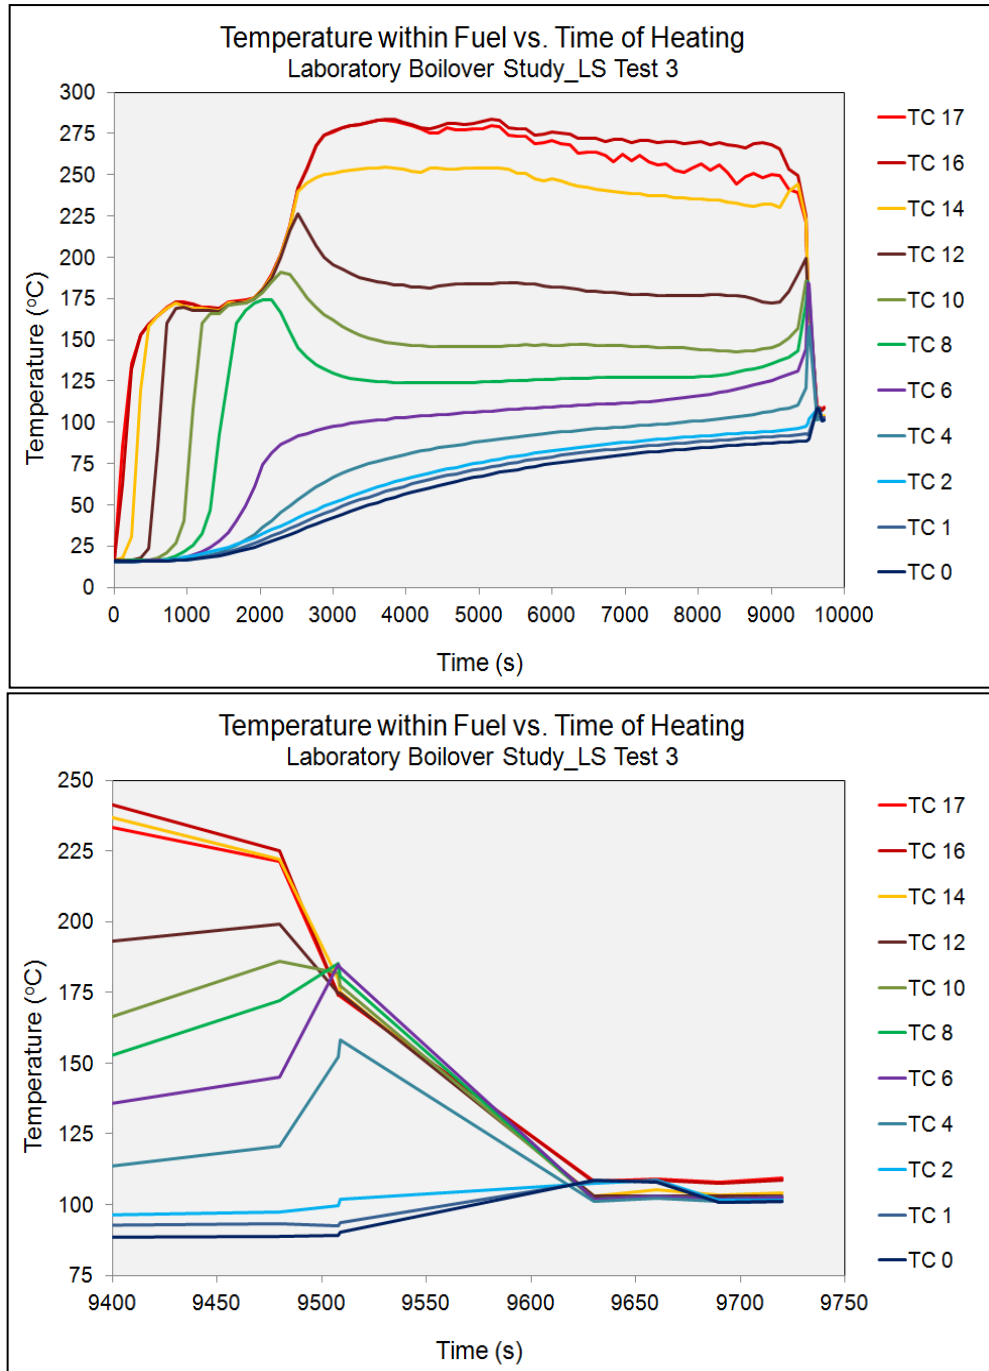 Temperature within Fuel vs. Time of Heating
Laboratory Boilover Study_LS Test 3
300
275
250
225
200
175
150
125
100
75
50
25
0
Temperature (°C)
0 1000 2000 3000 4000 5000 6000 7000 8000 9000 10000
Time (s)
TC 17
TC 16
TC 14
TC 12
TC 10
TC 8
TC 6
TC 4
TC 2
TC 1
TC 0
Temperature within Fuel vs. Time of Heating
Laboratory Boilover Study_LS Test 3
250
225
200
175
150
125
100
75
Temperature (°C)
9400 9450 9500 9550 9600 9650 9700 9750
Time (s)
TC 17
TC 16
TC 14
TC 12
TC 10
TC 8
TC 6
TC 4
TC 2
TC 1
TC 0